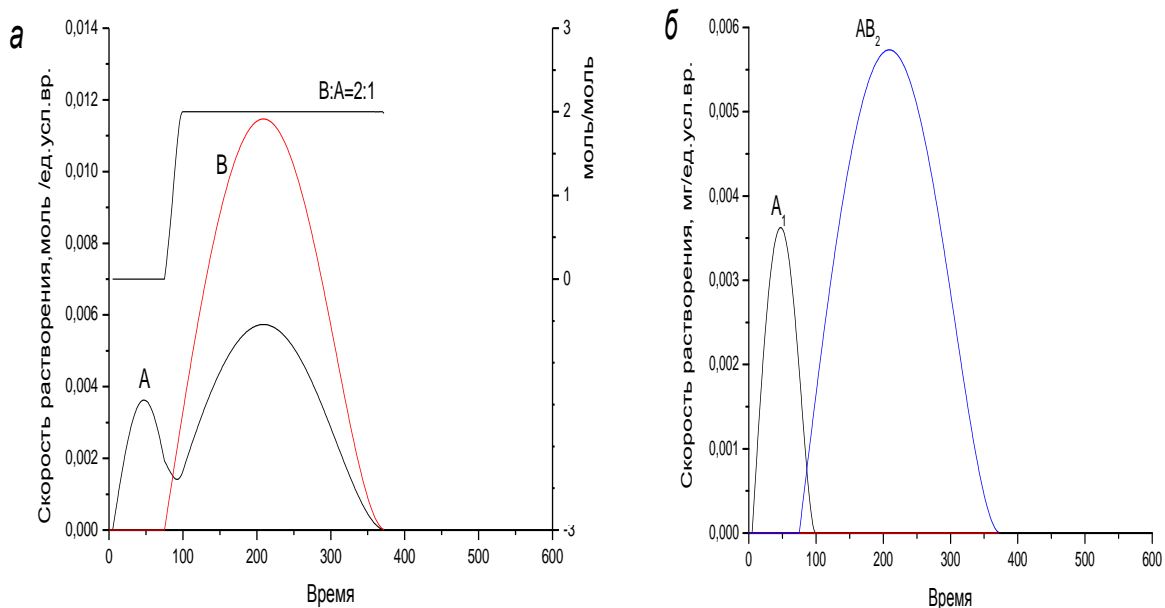 а
Скорость растворения,моль /ед.усл.вр.
0,014
0,012
0,010
0,008
0,006
0,004
0,002
0,000
3
2
1
0
-3
моль/моль
B:A=2:1
B
A
0 100 200 300 400 500 600
Время
б
Скорость растворения, мг/ед.усл.вр.
0,006
0,005
0,004
0,003
0,002
0,001
0,000
AB₂
A₁
0 100 200 300 400 500 600
Время